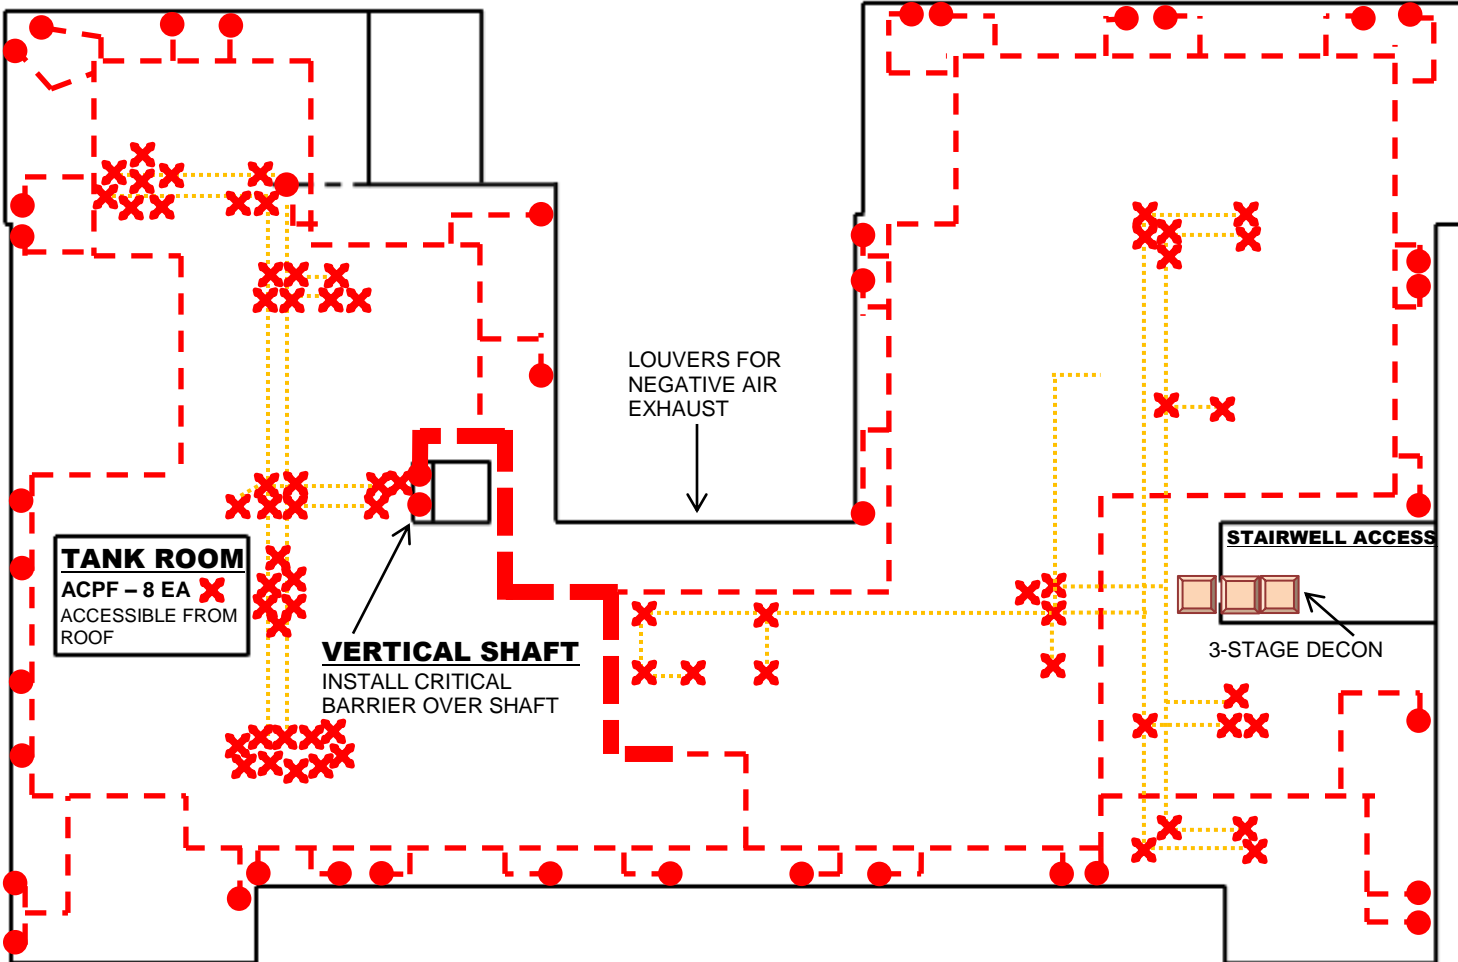 LOUVERS FOR
NEGATIVE AIR
EXHAUST
STAIRWELL ACCESS
TANK ROOM
ACPF – 8 EA
ACCESSIBLE FROM
ROOF
VERTICAL SHAFT
INSTALL CRITICAL
BARRIER OVER SHAFT
3-STAGE DECON